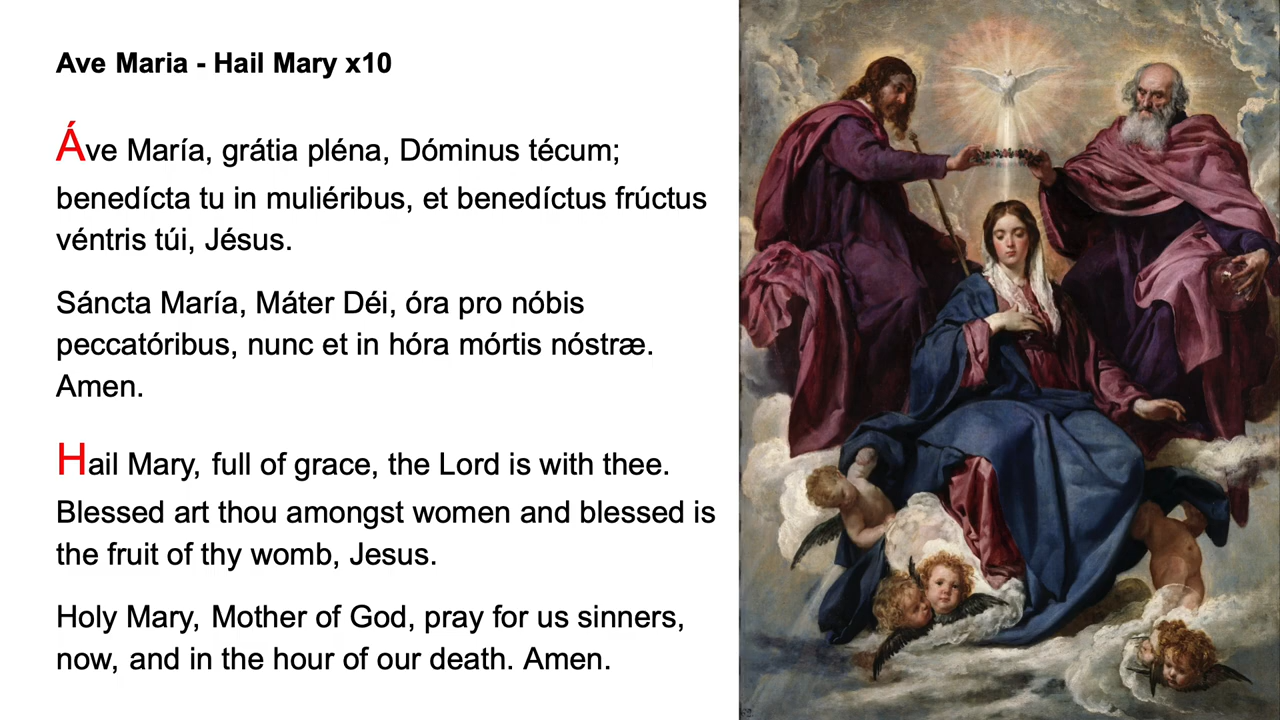 Ave Maria - Hail Mary x10
Áve María, grátia pléna, Dóminus técum;
benedícta tu in muliéribus, et benedíctus frúctus
véntris túi, Jésus.
Sáncta María, Máter Déi, óra pro nóbis
peccatóribus, nunc et in hóra mórtis nóstræ.
Amen.
Hail Mary, full of grace, the Lord is with thee.
Blessed art thou amongst women and blessed is
the fruit of thy womb, Jesus.
Holy Mary, Mother of God, pray for us sinners,
now, and in the hour of our death. Amen.